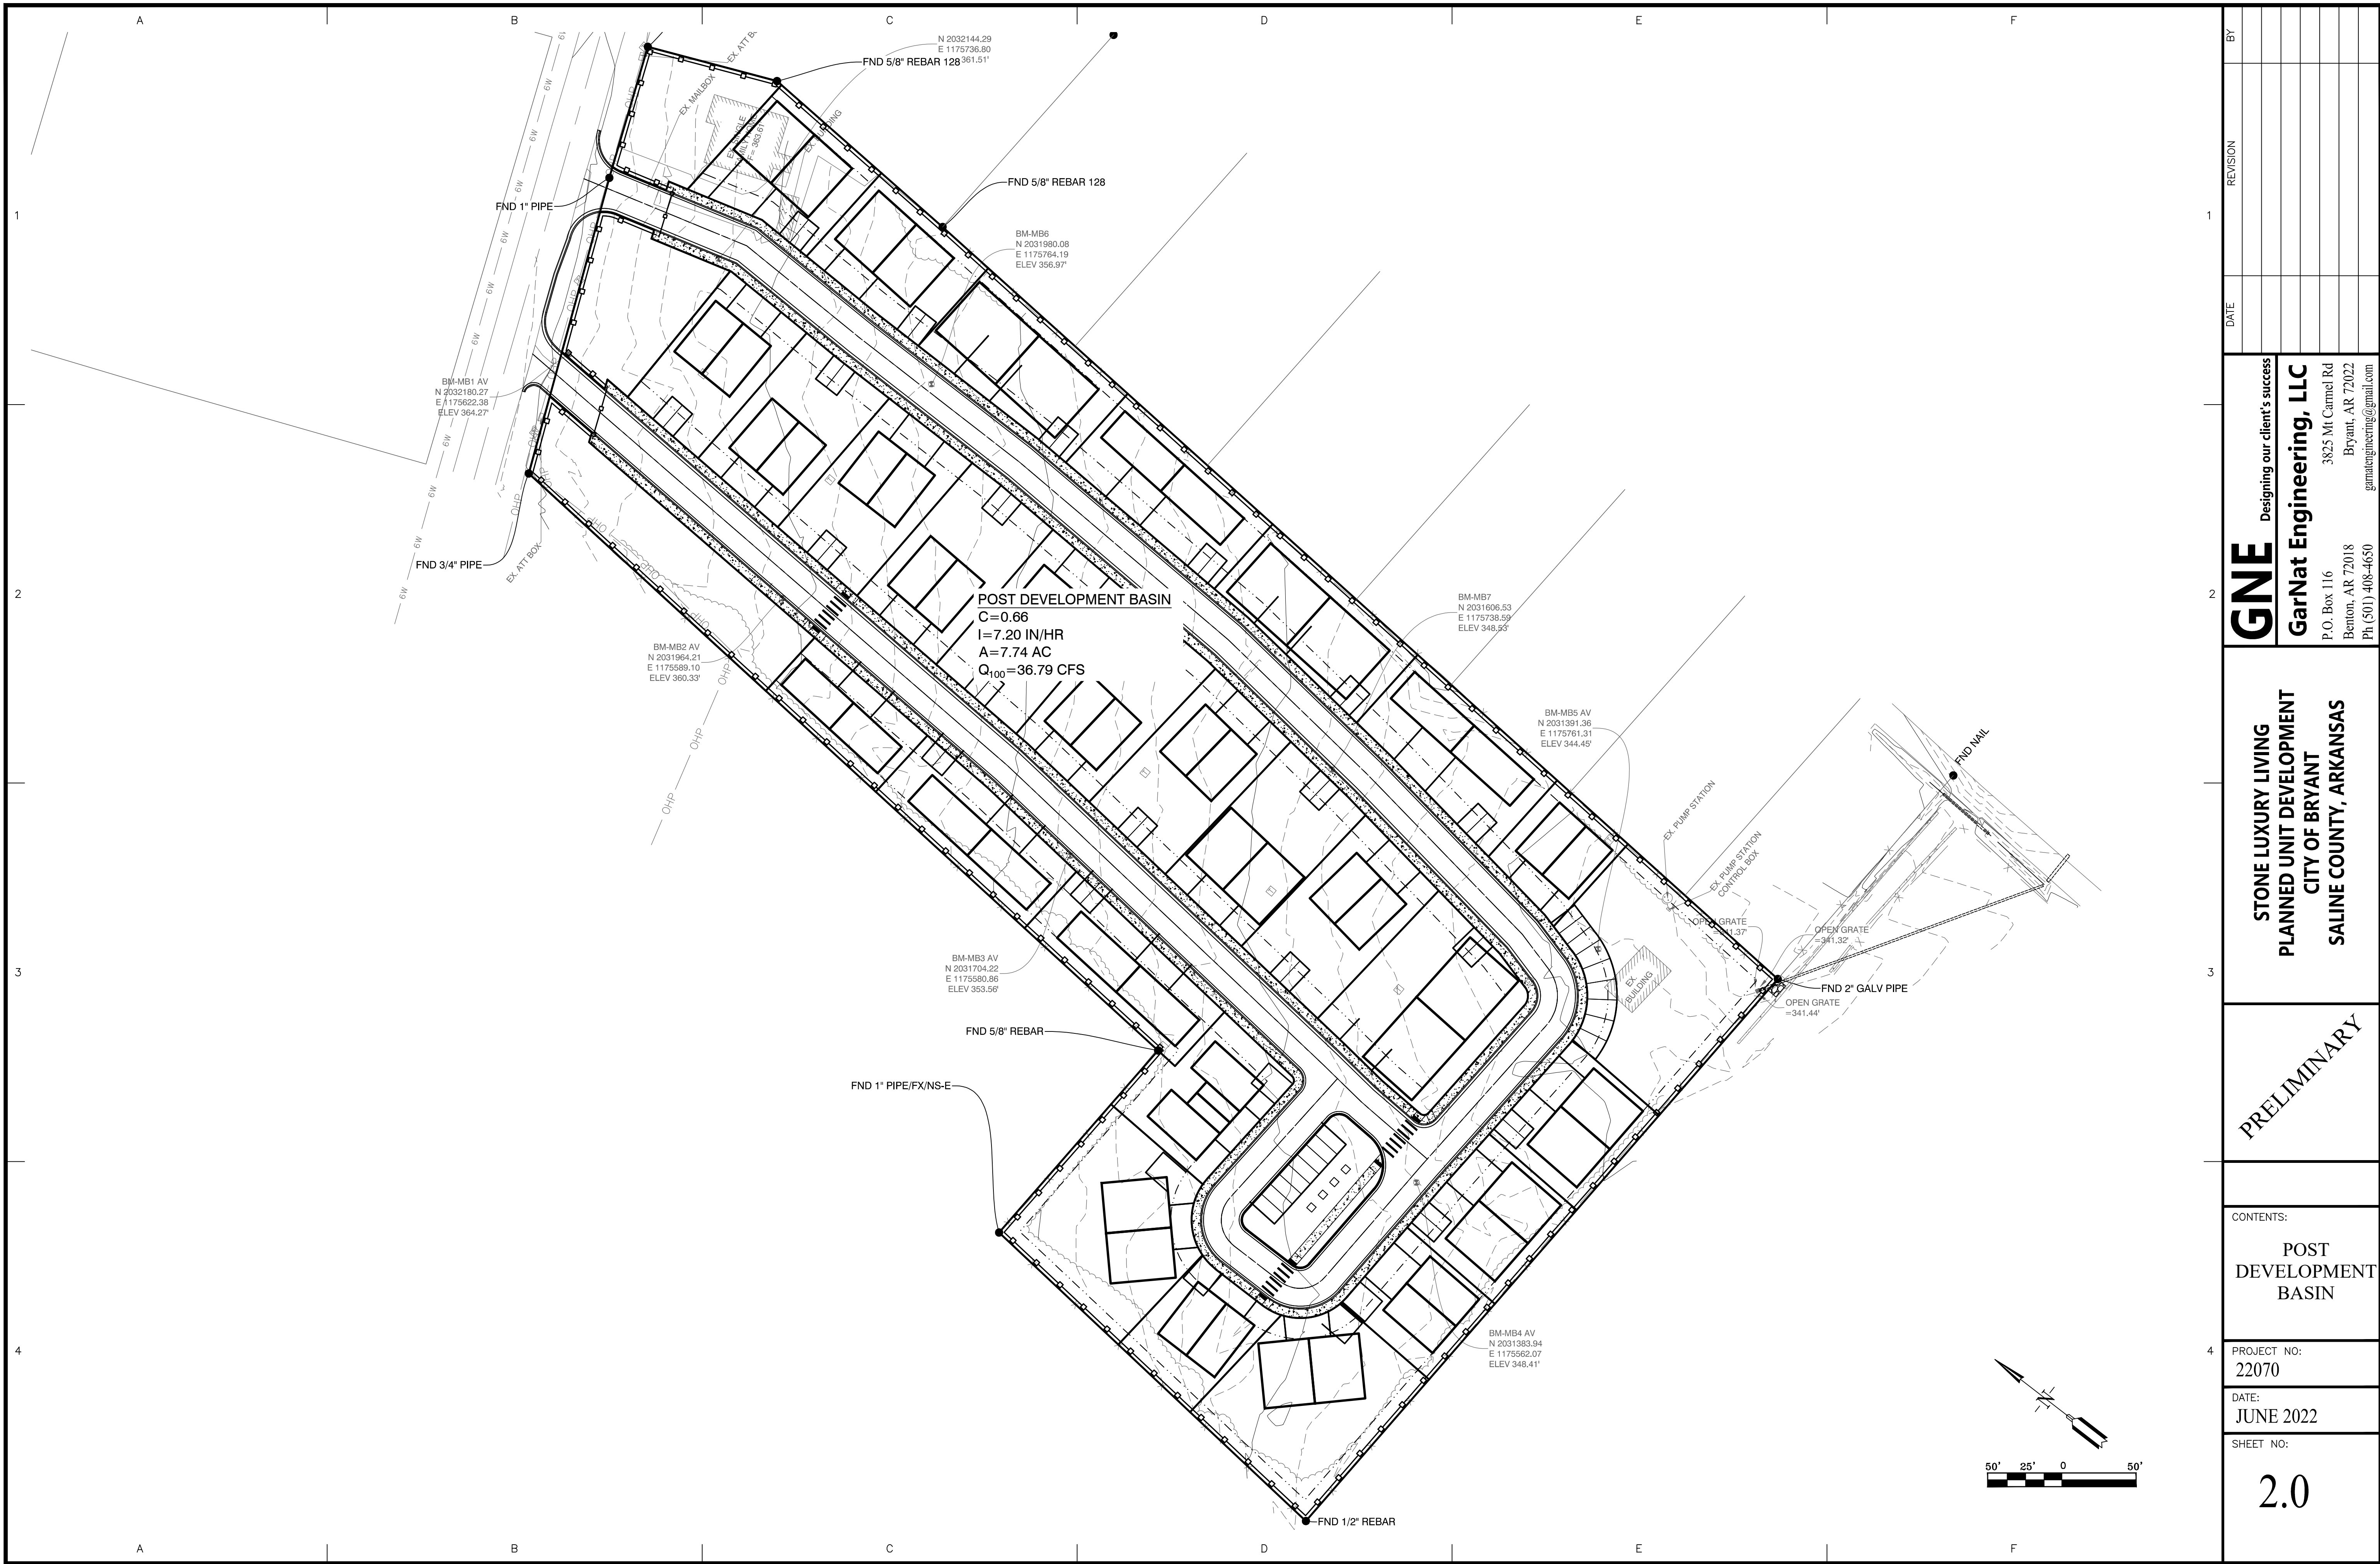 A B C D E F
N 2032144.29
E 1175736.80
361.51'
FND 5/8" REBAR 128
EX. MAILBOX
FND 1" PIPE
FND 5/8" REBAR 128
BM-MB6
N 2031980.08
E 1175764.19
ELEV 356.97'
1
1
BM-MB1 AV
N 2032180.27
E 1175622.38
ELEV 364.27'
FND 3/4" PIPE
EX. ATT BOX
6W
OHP
2
2
POST DEVELOPMENT BASIN
C=0.66
I=7.20 IN/HR
A=7.74 AC
Q100=36.79 CFS
BM-MB7
N 2031606.53
E 1175738.59
ELEV 348.53'
BM-MB2 AV
N 2031964.21
E 1175589.10
ELEV 360.33'
BM-MB5 AV
N 2031391.36
E 1175761.31
ELEV 344.45'
FND NAIL
EX. PUMP STATION
EX. PUMP STATION
CONTROL BOX
OPEN GRATE
=341.37'
OPEN GRATE
=341.32'
BM-MB3 AV
N 2031704.22
E 1175580.86
ELEV 353.56'
3
3
EX.
BUILDING
FND 2" GALV PIPE
OPEN GRATE
=341.44'
FND 5/8" REBAR
FND 1" PIPE/FX/NS-E
BM-MB4 AV
N 2031383.94
E 1175562.07
ELEV 348.41'
4
4
-N-
50' 25' 0 50'
FND 1/2" REBAR
A B C D E F
BY
REVISION
DATE
GNE
Designing our client's success
GarNat Engineering, LLC
P.O. Box 116 3825 Mt Carmel Rd
Benton, AR 72018 Bryant, AR 72022
Ph (501) 408-4650 garnatengineering@gmail.com
STONE LUXURY LIVING
PLANNED UNIT DEVELOPMENT
CITY OF BRYANT
SALINE COUNTY, ARKANSAS
PRELIMINARY
CONTENTS:
POST
DEVELOPMENT
BASIN
PROJECT NO:
22070
DATE:
JUNE 2022
SHEET NO:
2.0